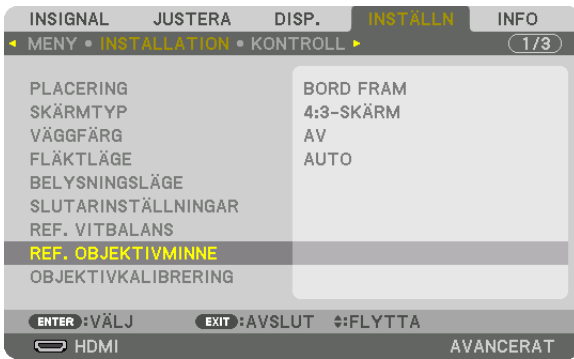 INSIGNAL JUSTERA DISP. INSTÄLLN INFO
MENY • INSTALLATION • KONTROLL 1/3
PLACERING BORD FRAM
SKÄRMTYP 4:3-SKÄRM
VÄGGFÄRG AV
FLÄKTLÄGE AUTO
BELYSNINGSLÄGE
SLUTARINSTÄLLNINGAR
REF. VITBALANS
REF. OBJEKTIVMINNE
OBJEKTIVKALIBRERING
ENTER :VÄLJ EXIT :AVSLUT :FLYTTA
HDMI AVANCERAT